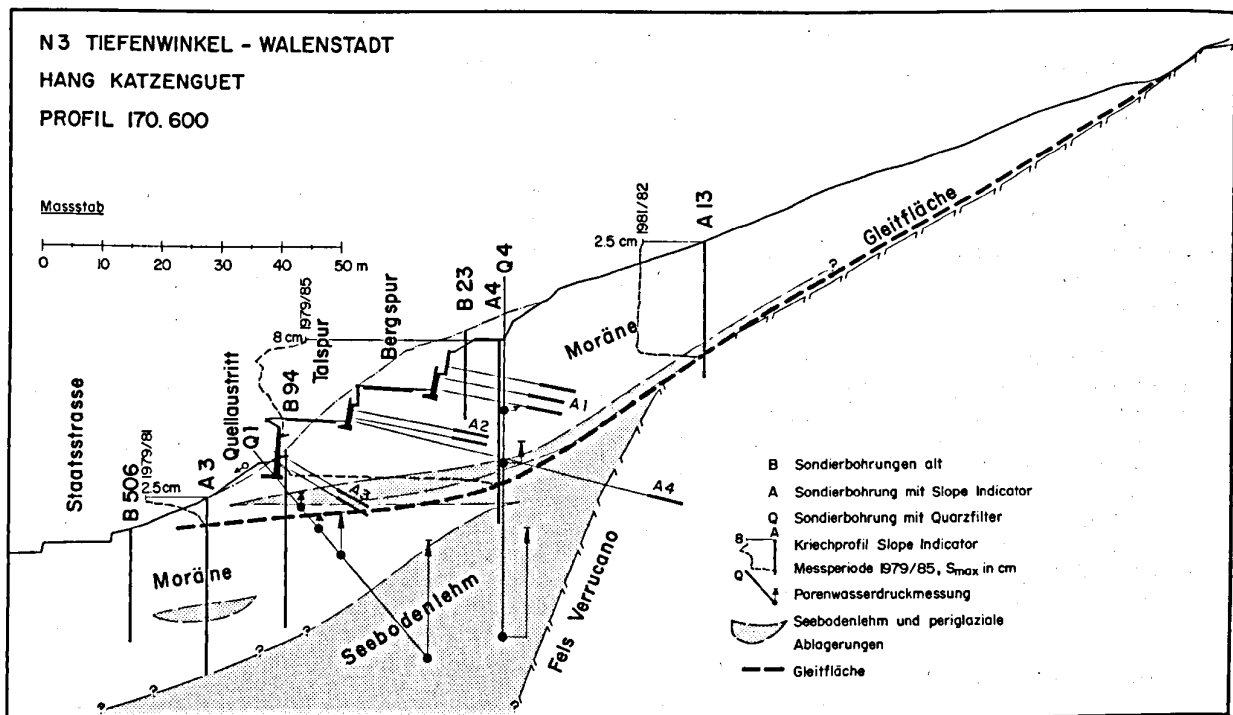 N3 TIEFENWINKEL - WALENSTADT
HANG KATZENGUET
PROFIL 170.600
Massstab
0 10 20 30 40 50 m
Staatsstrasse
B 506
1979/81
2.5 cm
A 3
Quellaustritt
Q1
B 94
8 cm
1979/85
Talspur
Bergspur
B 23
A 4
Q 4
2.5 cm
1981/82
A 13
Moräne
Gleitfläche
?
A1
A2
A3
A4
Moräne
Seebodenlehm
Fels Verrucano
?
?
?
?
?
B Sondierbohrungen alt
A Sondierbohrung mit Slope Indicator
Q Sondierbohrung mit Quarzfilter
A
8
Kriechprofil Slope Indicator
Messperiode 1979/85, Smax in cm
Q
Porenwasserdruckmessung
Seebodenlehm und periglaziale
Ablagerungen
Gleitfläche